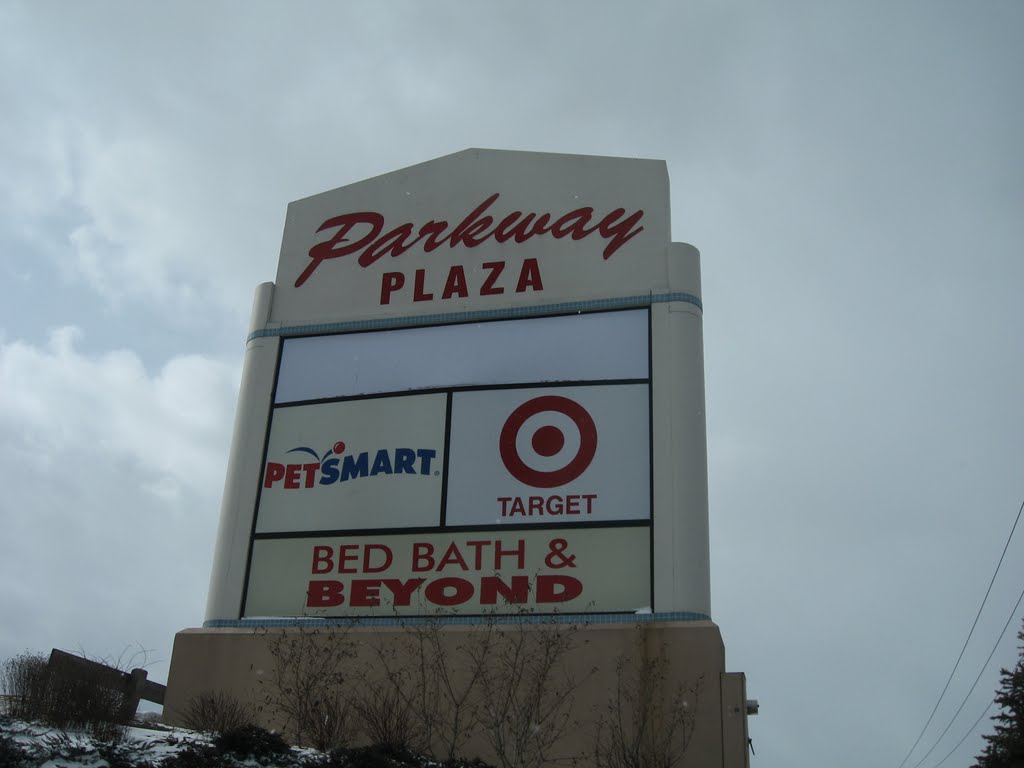 Parkway
PLAZA
PETSMART
TARGET
BED BATH &
BEYOND